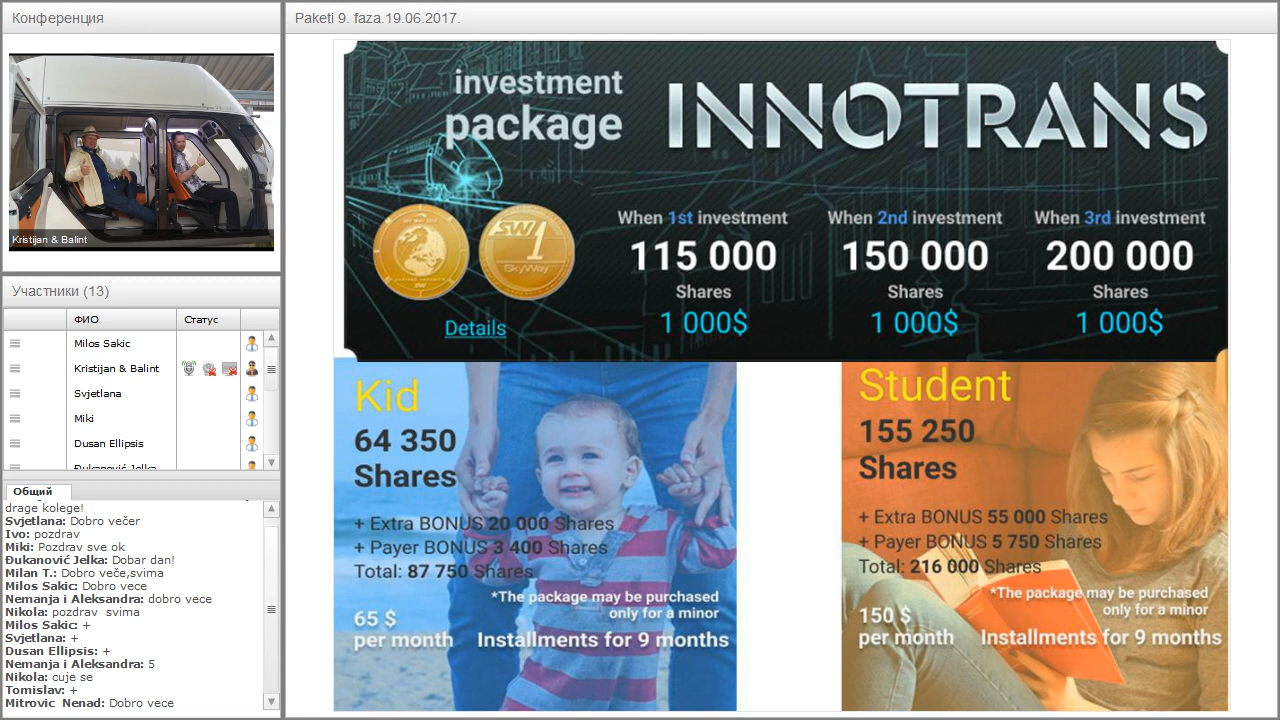 Конференция
Kristijan & Balint
Участники (13)
ФИО
Статус
Milos Sakic
Kristijan & Balint
Svjetlana
Miki
Dusan Ellipsis
Đukanović Jelka
Общий
drage kolege!
Svjetlana: Dobro večer
Ivo: pozdrav
Miki: Pozdrav sve ok
Đukanović Jelka: Dobar dan!
Milan T.: Dobro veče,svima
Milos Sakic: Dobro vece
Nemanja i Aleksandra: dobro vece
Nikola: pozdrav svima
Milos Sakic: +
Svjetlana: +
Dusan Ellipsis: +
Nemanja i Aleksandra: 5
Nikola: cuje se
Tomislav: +
Mitrovic Nenad: Dobro vece
Paketi 9. faza.19.06.2017.
investment
package
INNOTRANS
SW1
SkyWay
Details
When 1st investment
115 000
Shares
1 000$
When 2nd investment
150 000
Shares
1 000$
When 3rd investment
200 000
Shares
1 000$
Kid
64 350
Shares
+ Extra BONUS 20 000 Shares
+ Payer BONUS 3 400 Shares
Total: 87 750 Shares
*The package may be purchased
only for a minor
65 $
per month
Installments for 9 months
Student
155 250
Shares
+ Extra BONUS 55 000 Shares
+ Payer BONUS 5 750 Shares
Total: 216 000 Shares
*The package may be purchased
only for a minor
150 $
per month
Installments for 9 months